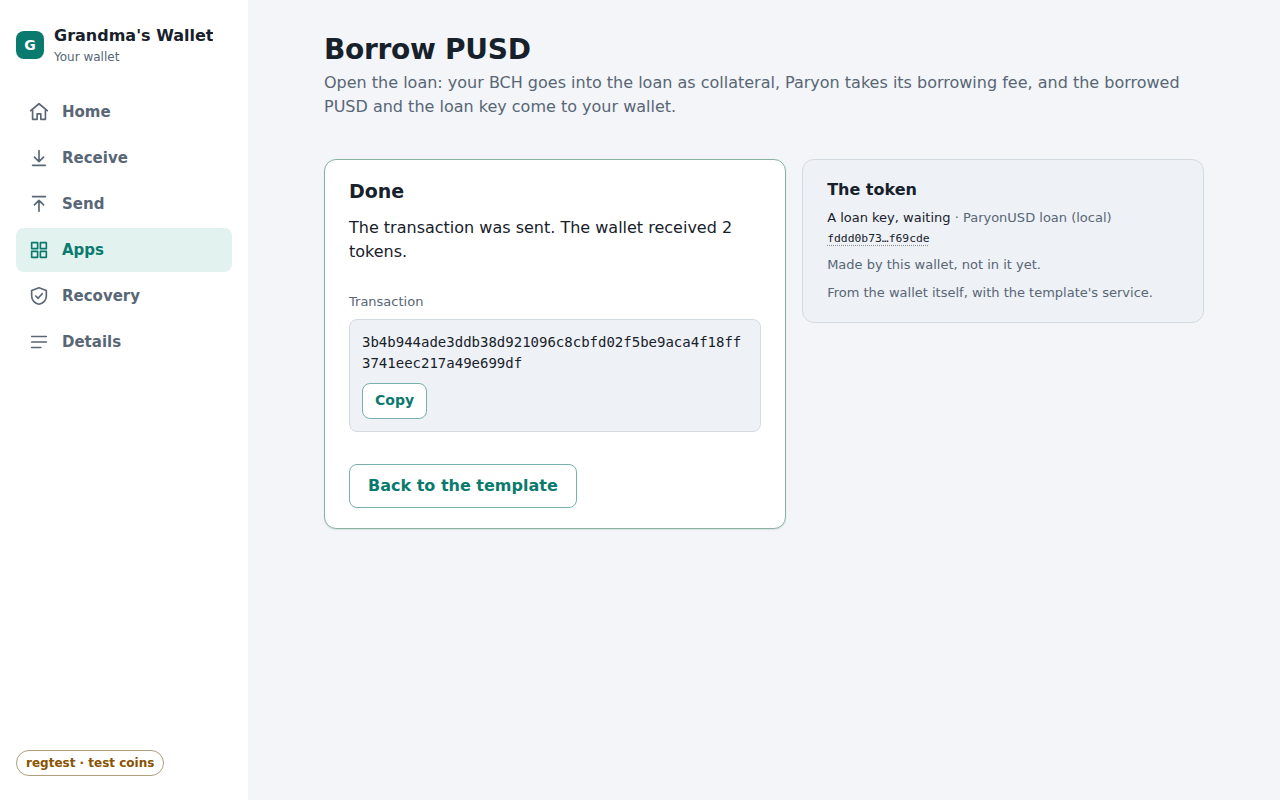 G
Grandma's Wallet
Your wallet
Home
Receive
Send
Apps
Recovery
Details
regtest · test coins
Borrow PUSD
Open the loan: your BCH goes into the loan as collateral, Paryon takes its borrowing fee, and the borrowed
PUSD and the loan key come to your wallet.
Done
The transaction was sent. The wallet received 2
tokens.
Transaction
3b4b944ade3ddb38d921096c8cbfd02f5be9aca4f18ff
3741eec217a49e699df
Copy
Back to the template
The token
A loan key, waiting · ParyonUSD loan (local)
fddd0b73…f69cde
Made by this wallet, not in it yet.
From the wallet itself, with the template's service.